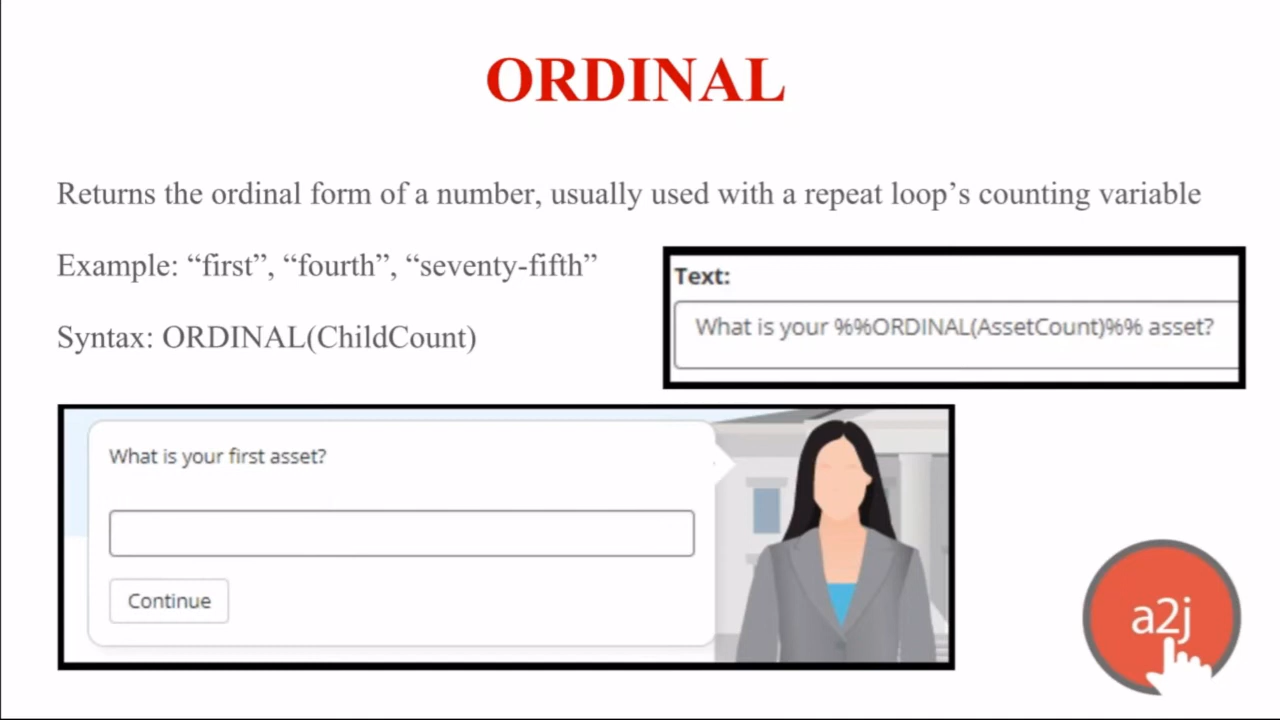 ORDINAL
Returns the ordinal form of a number, usually used with a repeat loop’s counting variable
Example: “first”, “fourth”, “seventy-fifth”
Syntax: ORDINAL(ChildCount)
Text:
What is your %%ORDINAL(AssetCount)%% asset?
What is your first asset?
Continue
a2j